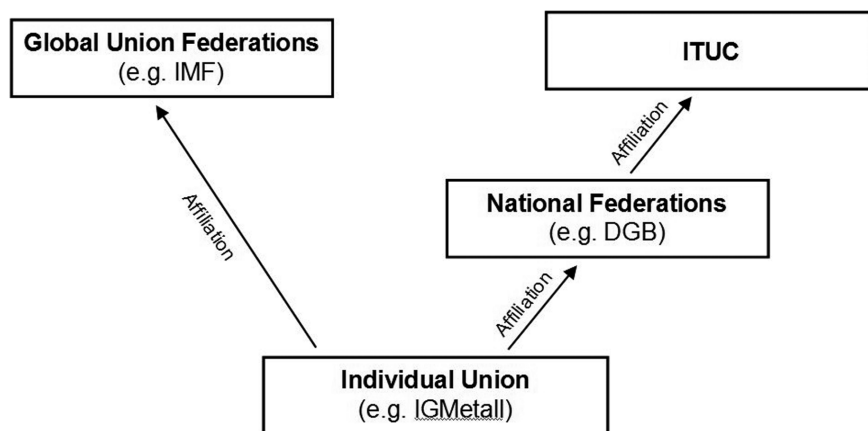 Global Union Federations
(e.g. IMF)
ITUC
Affiliation
Affiliation
National Federations
(e.g. DGB)
Affiliation
Individual Union
(e.g. IGMetall)